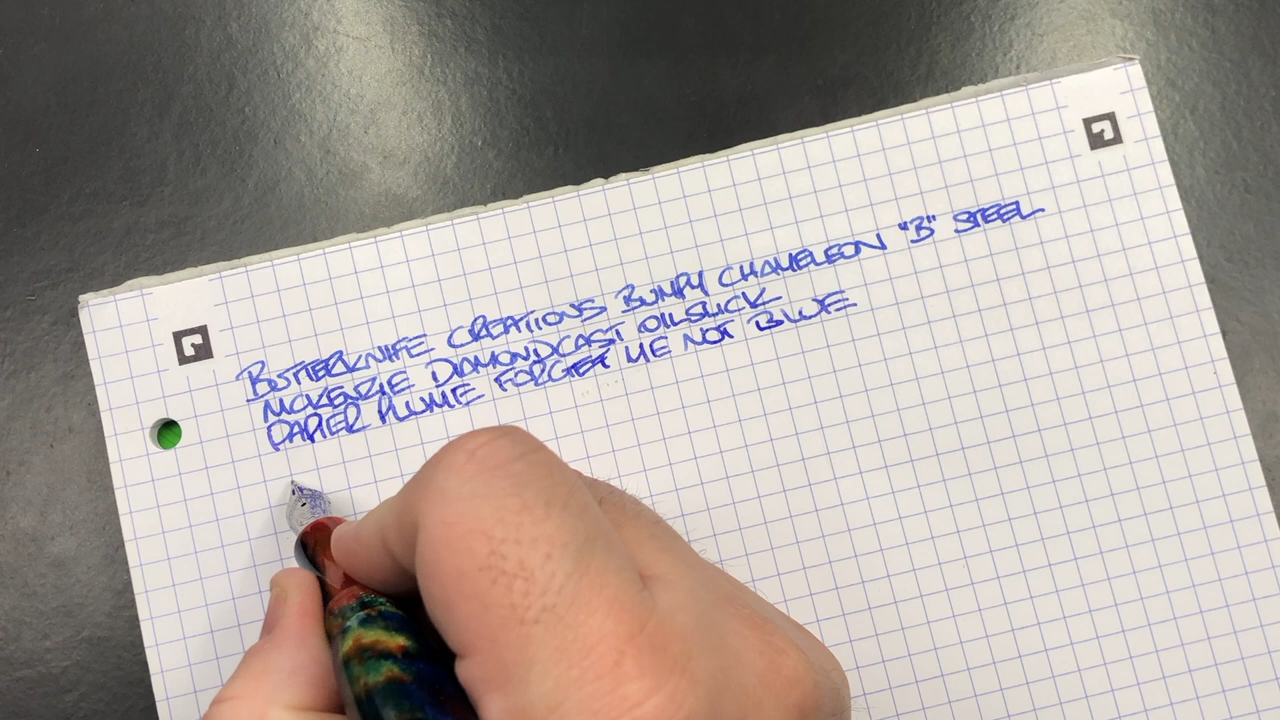 BUTTERKNIFE CREATIONS BUMPY CHAMELEON "B" STEEL
MCKENZIE DIAMONDCAST OILSLICK
PAPIER PLUME FORGET ME NOT BLUE